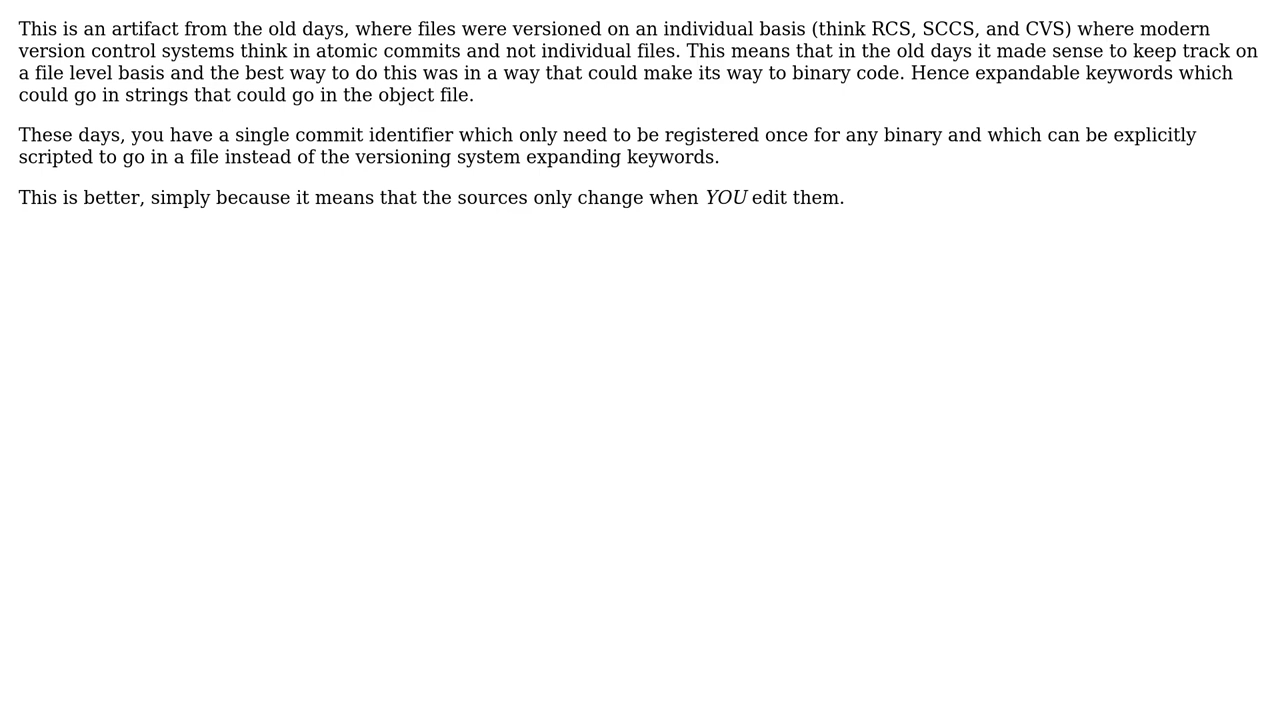 This is an artifact from the old days, where files were versioned on an individual basis (think RCS, SCCS, and CVS) where modern
version control systems think in atomic commits and not individual files. This means that in the old days it made sense to keep track on
a file level basis and the best way to do this was in a way that could make its way to binary code. Hence expandable keywords which
could go in strings that could go in the object file.
These days, you have a single commit identifier which only need to be registered once for any binary and which can be explicitly
scripted to go in a file instead of the versioning system expanding keywords.
This is better, simply because it means that the sources only change when YOU edit them.